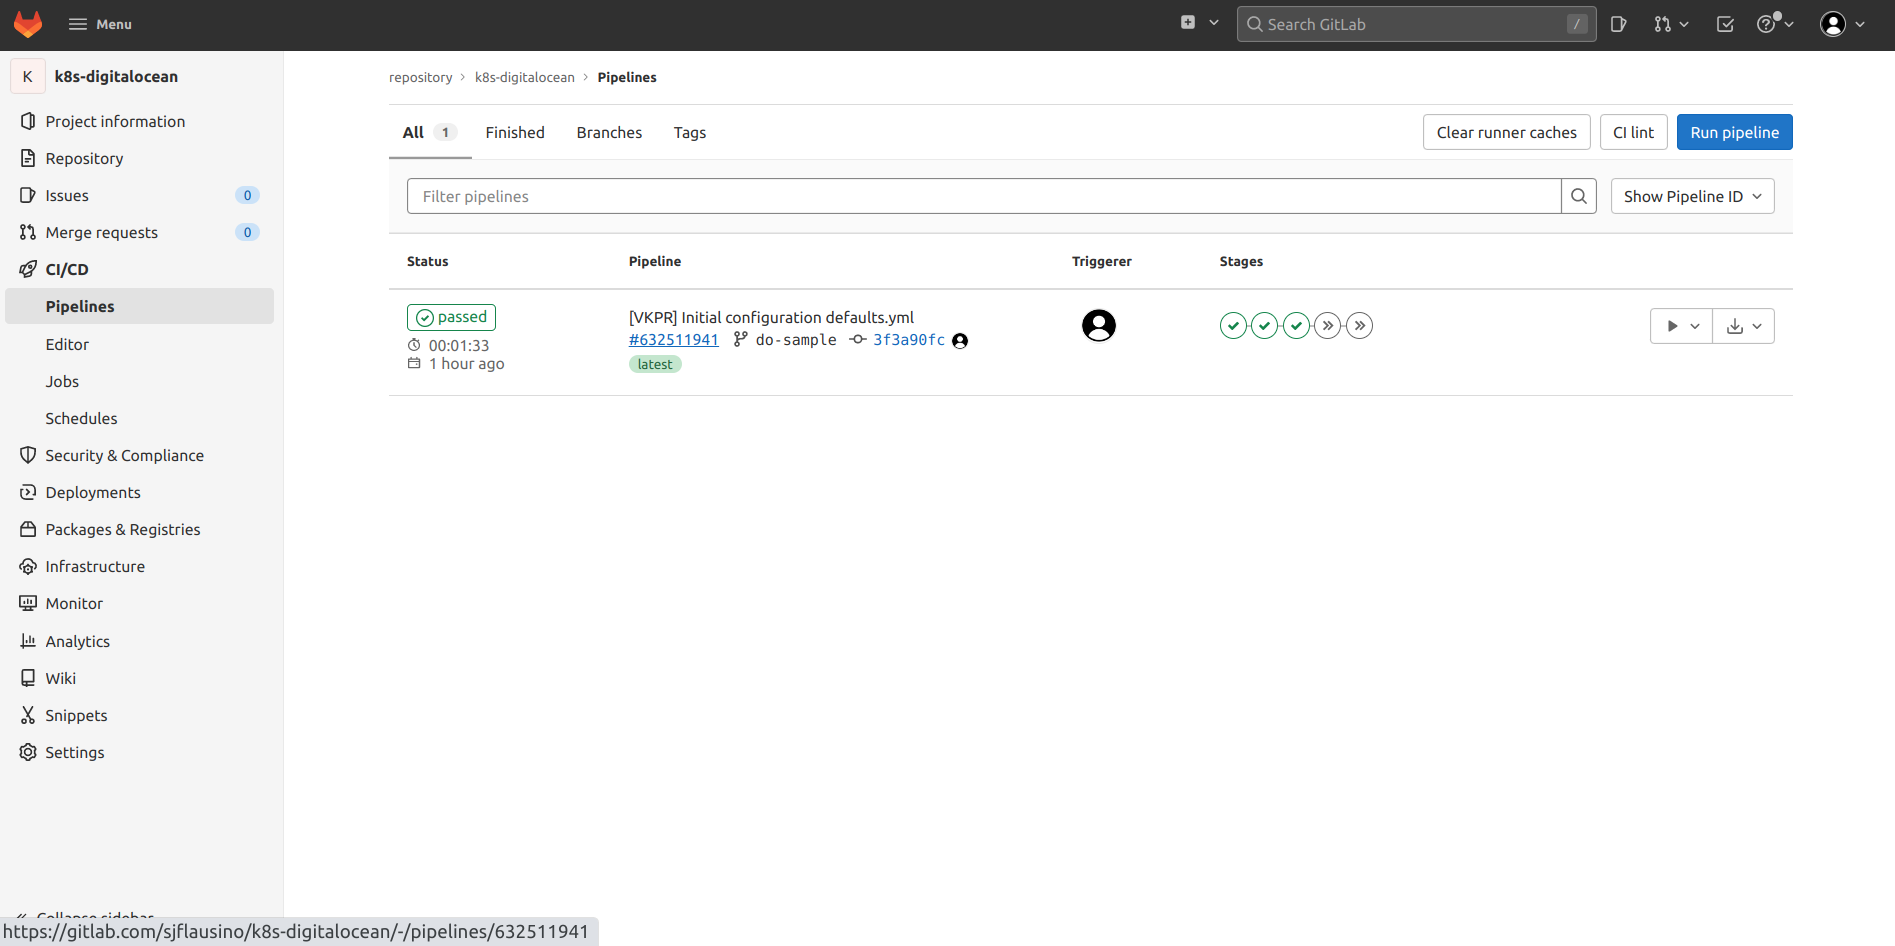 Menu
Search GitLab /
K k8s-digitalocean
Project information
Repository
Issues 0
Merge requests 0
CI/CD
Pipelines
Editor
Jobs
Schedules
Security & Compliance
Deployments
Packages & Registries
Infrastructure
Monitor
Analytics
Wiki
Snippets
Settings
Collapse sidebar
repository > k8s-digitalocean > Pipelines
All 1 Finished Branches Tags
Clear runner caches CI lint Run pipeline
Filter pipelines Show Pipeline ID
Status Pipeline Triggerer Stages
passed
00:01:33
1 hour ago
[VKPR] Initial configuration defaults.yml
#632511941 do-sample 3f3a90fc
latest
https://gitlab.com/sjflausino/k8s-digitalocean/-/pipelines/632511941